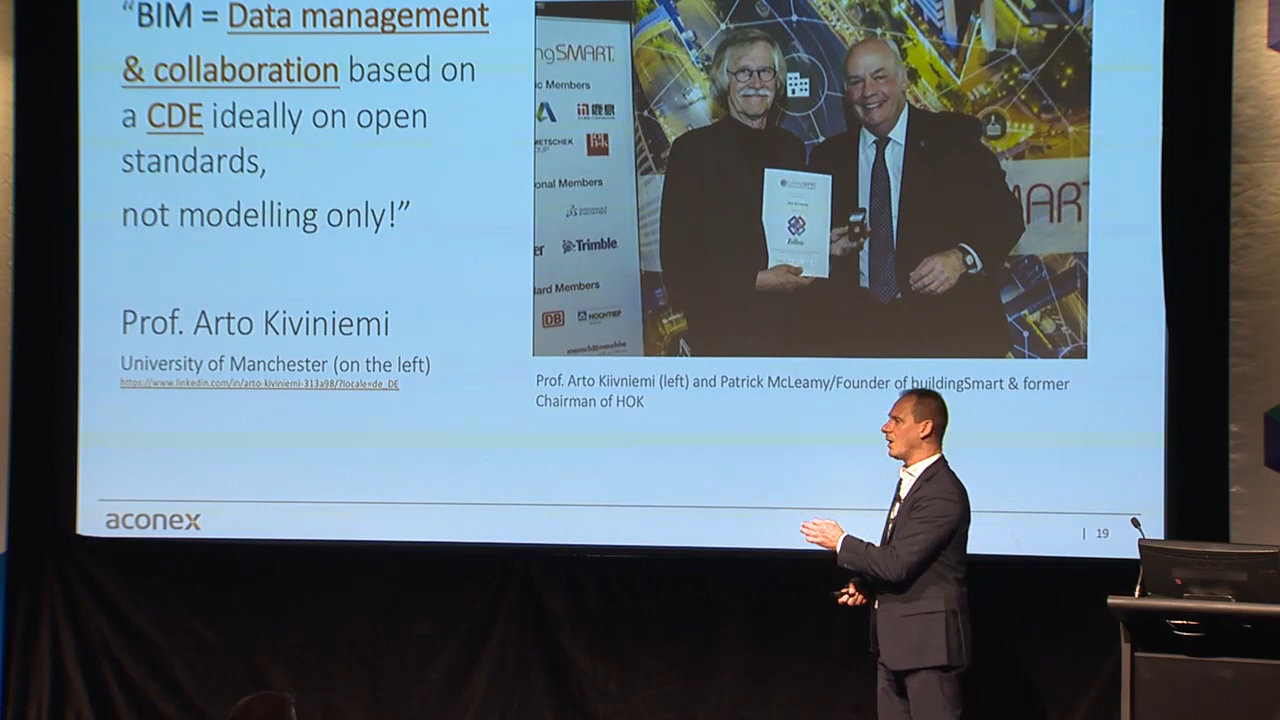 “BIM = Data management
& collaboration based on
a CDE ideally on open
standards,
not modelling only!”
Prof. Arto Kiviniemi
University of Manchester (on the left)
https://www.linkedin.com/in/arto-kiviniemi-313a98/?locale=de_DE
ngSMART
c Members
METSCHEK
onal Members
er
Trimble
dard Members
DB
HOCHTIEF
MART
Fellow
Prof. Arto Kiivniemi (left) and Patrick McLeamy/Founder of buildingSmart & former
Chairman of HOK
aconex
| 19